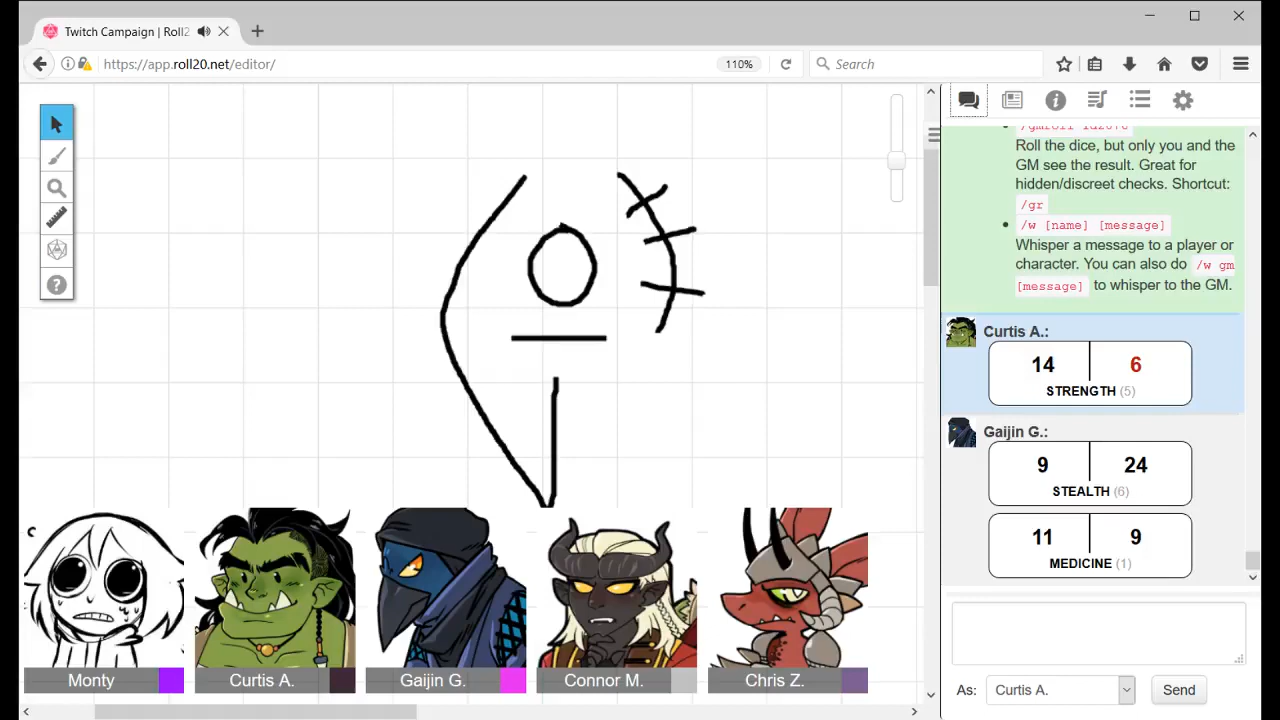 Twitch Campaign | Roll2
https://app.roll20.net/editor/
110%
Search
Roll the dice, but only you and the
GM see the result. Great for
hidden/discreet checks. Shortcut:
/gr
/w [name] [message]
Whisper a message to a player or
character. You can also do /w gm
[message] to whisper to the GM.
Curtis A.:
14 6
STRENGTH (5)
Gaijin G.:
9 24
STEALTH (6)
11 9
MEDICINE (1)
Monty
Curtis A.
Gaijin G.
Connor M.
Chris Z.
As: Curtis A. Send